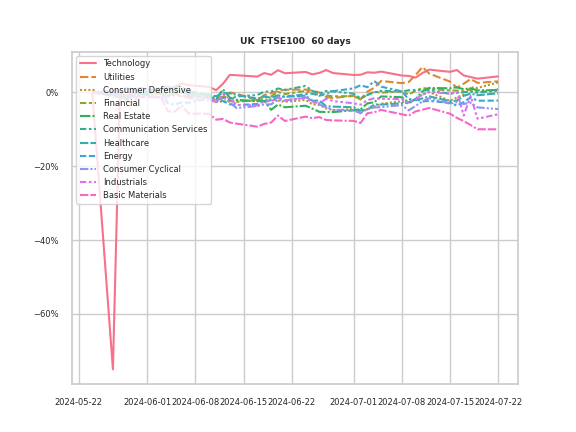 UK FTSE100 60 days
Technology
Utilities
Consumer Defensive
Financial
Real Estate
Communication Services
Healthcare
Energy
Consumer Cyclical
Industrials
Basic Materials
0%
−20%
−40%
−60%
2024-05-22 2024-06-01 2024-06-08 2024-06-15 2024-06-22 2024-07-01 2024-07-08 2024-07-15 2024-07-22